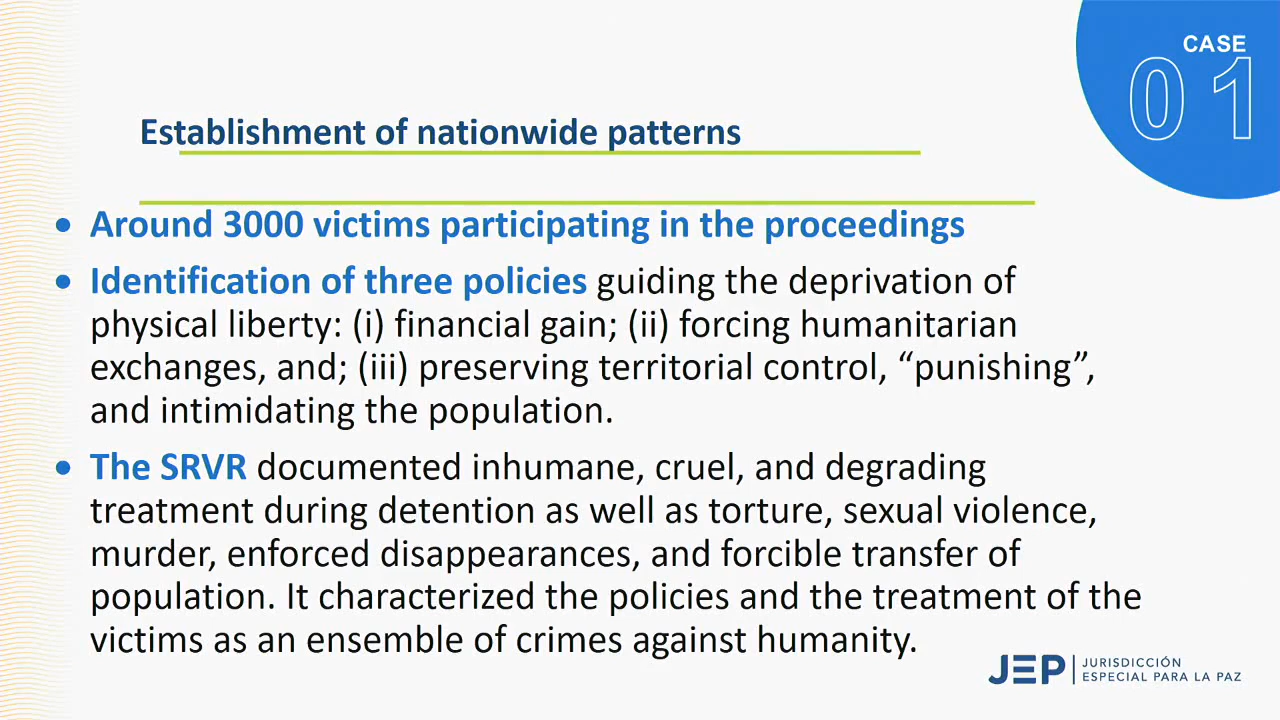 CASE
01
Establishment of nationwide patterns
• Around 3000 victims participating in the proceedings
• Identification of three policies guiding the deprivation of
physical liberty: (i) financial gain; (ii) forcing humanitarian
exchanges, and; (iii) preserving territorial control, “punishing”,
and intimidating the population.
• The SRVR documented inhumane, cruel, and degrading
treatment during detention as well as torture, sexual violence,
murder, enforced disappearances, and forcible transfer of
population. It characterized the policies and the treatment of the
victims as an ensemble of crimes against humanity.
JEP JURISDICCIÓN
ESPECIAL PARA LA PAZ